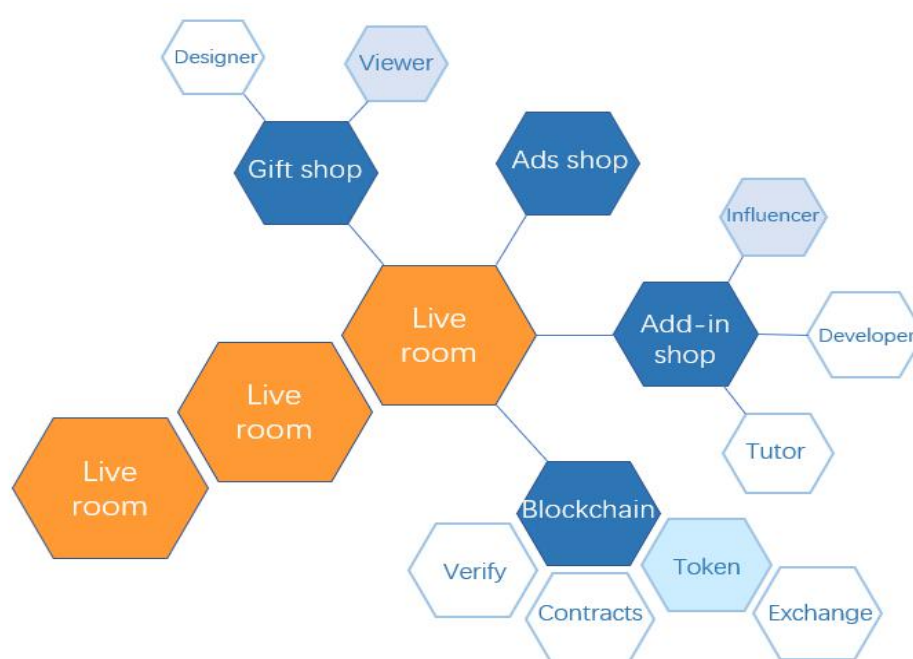 Designer
Viewer
Gift shop
Ads shop
Influencer
Live
room
Add-in
shop
Developer
Live
room
Tutor
Live
room
Blockchain
Verify
Token
Contracts
Exchange